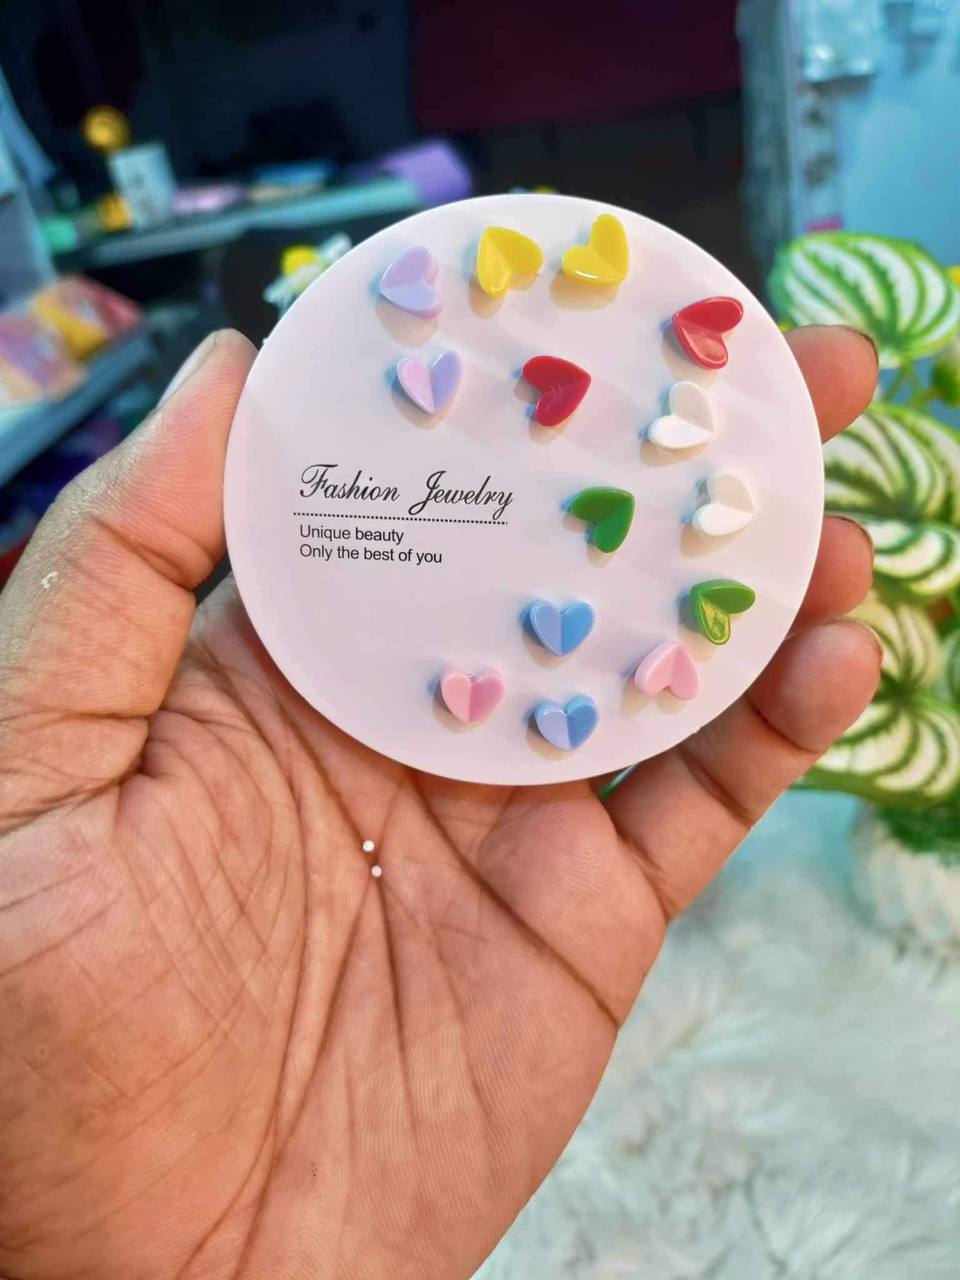 Fashion Jewelry
Unique beauty
Only the best of you